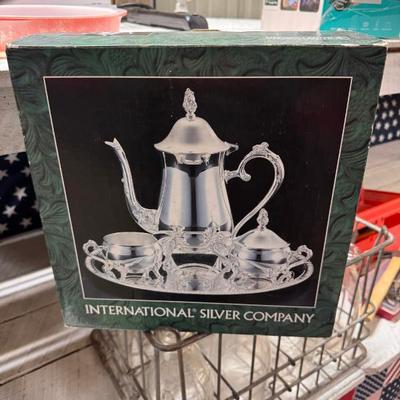 INTERNATIONAL® SILVER COMPANY